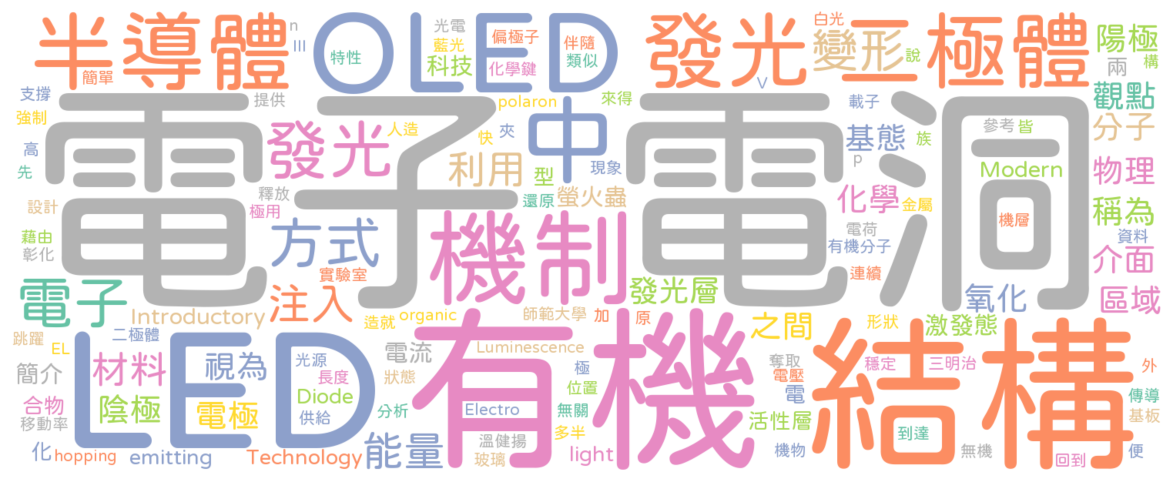 半導體 OLED 發光二極體
n III 特性 光電 藍光 科技 偏極子 化學鍵 伴隨 類似 白光 變形 說 陽極 兩 構
簡單 支撐 強制 提供 polaron 來得 V 載子 觀點 分子
電子電洞
發光 人造 快 夾 中 基態 族 參考 皆
高 先 利用 型 還原 現象 螢火蟲 p Modern 物理
設計 釋放 極用 化學 金屬 稱為
藉由 彰化 方式 機制 電荷 有機分子 機層 資料
實驗室 連續 介面
電子 注入 發光層 氧化 區域
Introductory 造就 organic 師範大學 加 原 之間 形狀 激發態
跳躍 EL 二極體 電流 Luminescence
LED 有機 結構
簡介 材料 視為 光源 長度 狀態 極 位置 奪取 電壓 穩定 三明治 外
合物 移動率 陰極 電極 Diode 供給 分析 Electro 無關 電 活性層 到達 傳導 基板
化 hopping emitting Technology 能量 溫健揚 玻璃 多半 light 機物 無機 回到 便